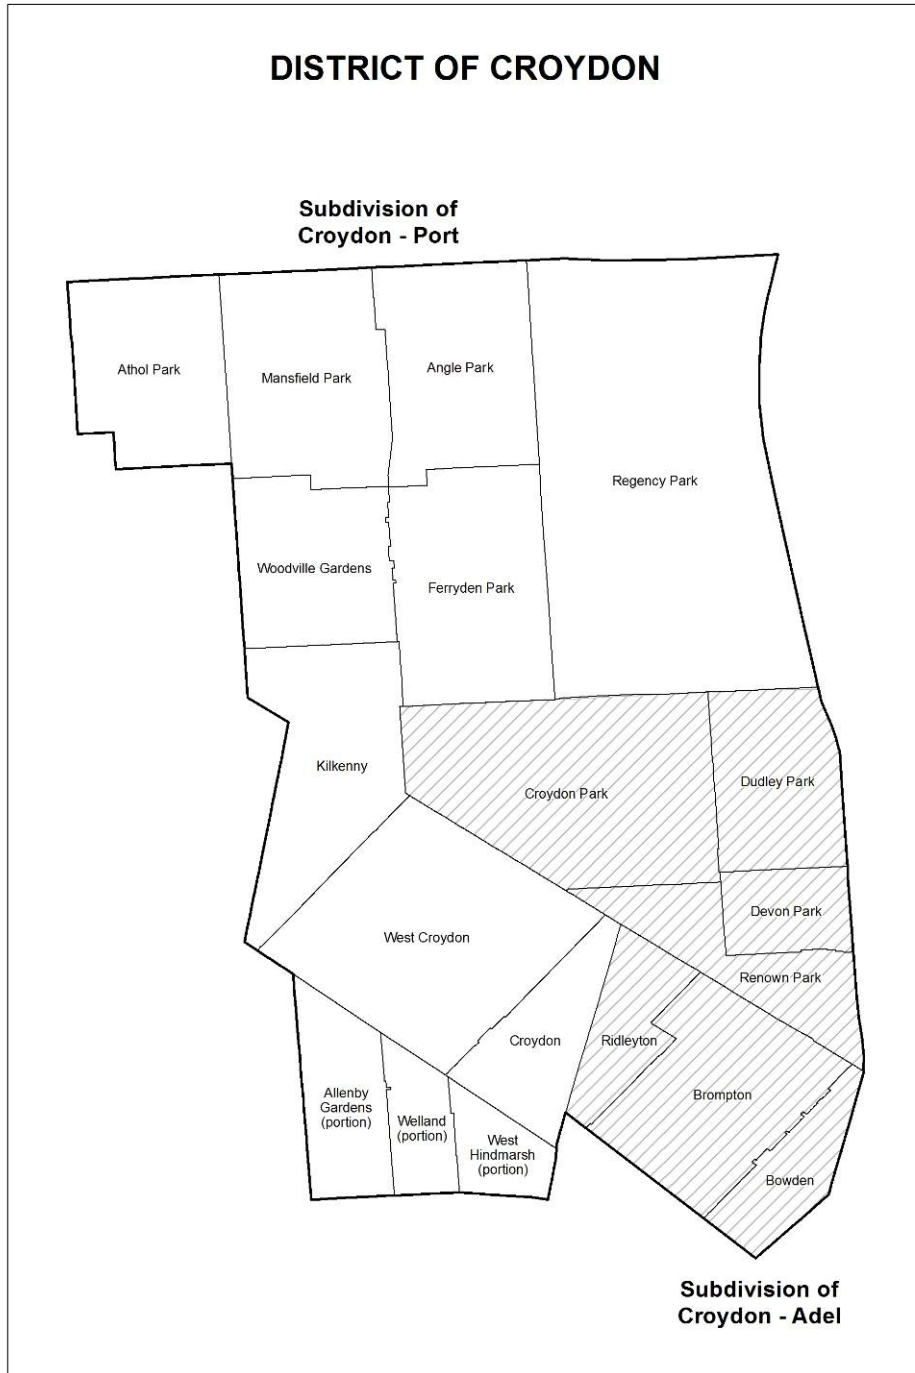 DISTRICT OF CROYDON
Subdivision of
Croydon - Port
Athol Park
Mansfield Park
Angle Park
Regency Park
Woodville Gardens
Ferryden Park
Kilkenny
Croydon Park
Dudley Park
Devon Park
West Croydon
Renown Park
Croydon
Ridleyton
Brompton
Allenby
Gardens
(portion)
Welland
(portion)
West
Hindmarsh
(portion)
Bowden
Subdivision of
Croydon - Adel